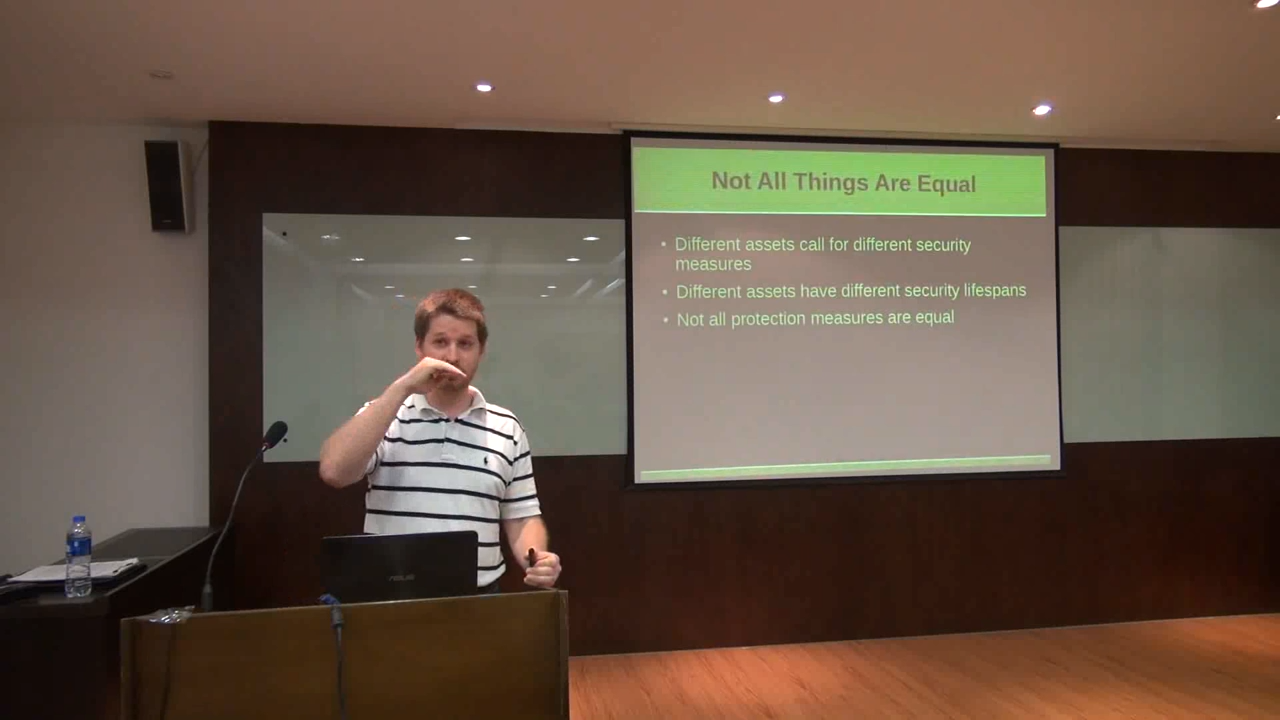 Not All Things Are Equal
• Different assets call for different security
measures
• Different assets have different security lifespans
• Not all protection measures are equal
ASUS